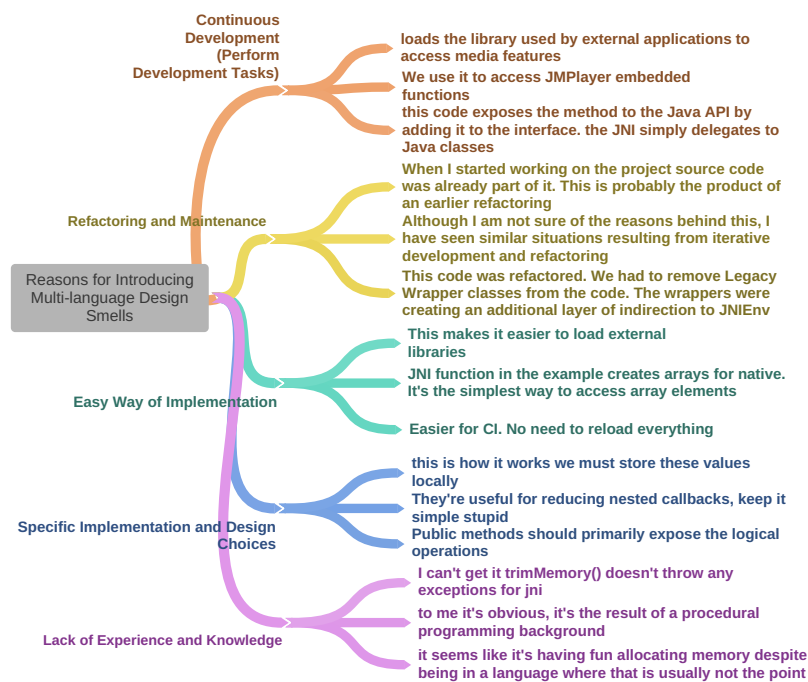 Continuous
Development
(Perform
Development Tasks)
loads the library used by external applications to
access media features
We use it to access JMPlayer embedded
functions
this code exposes the method to the Java API by
adding it to the interface. the JNI simply delegates to
Java classes
Refactoring and Maintenance
When I started working on the project source code
was already part of it. This is probably the product of
an earlier refactoring
Although I am not sure of the reasons behind this, I
have seen similar situations resulting from iterative
development and refactoring
This code was refactored. We had to remove Legacy
Wrapper classes from the code. The wrappers were
creating an additional layer of indirection to JNIEnv
Reasons for Introducing
Multi-language Design
Smells
Easy Way of Implementation
This makes it easier to load external
libraries
JNI function in the example creates arrays for native.
It's the simplest way to access array elements
Easier for CI. No need to reload everything
Specific Implementation and Design
Choices
this is how it works we must store these values
locally
They're useful for reducing nested callbacks, keep it
simple stupid
Public methods should primarily expose the logical
operations
Lack of Experience and Knowledge
I can't get it trimMemory() doesn't throw any
exceptions for jni
to me it's obvious, it's the result of a procedural
programming background
it seems like it's having fun allocating memory despite
being in a language where that is usually not the point